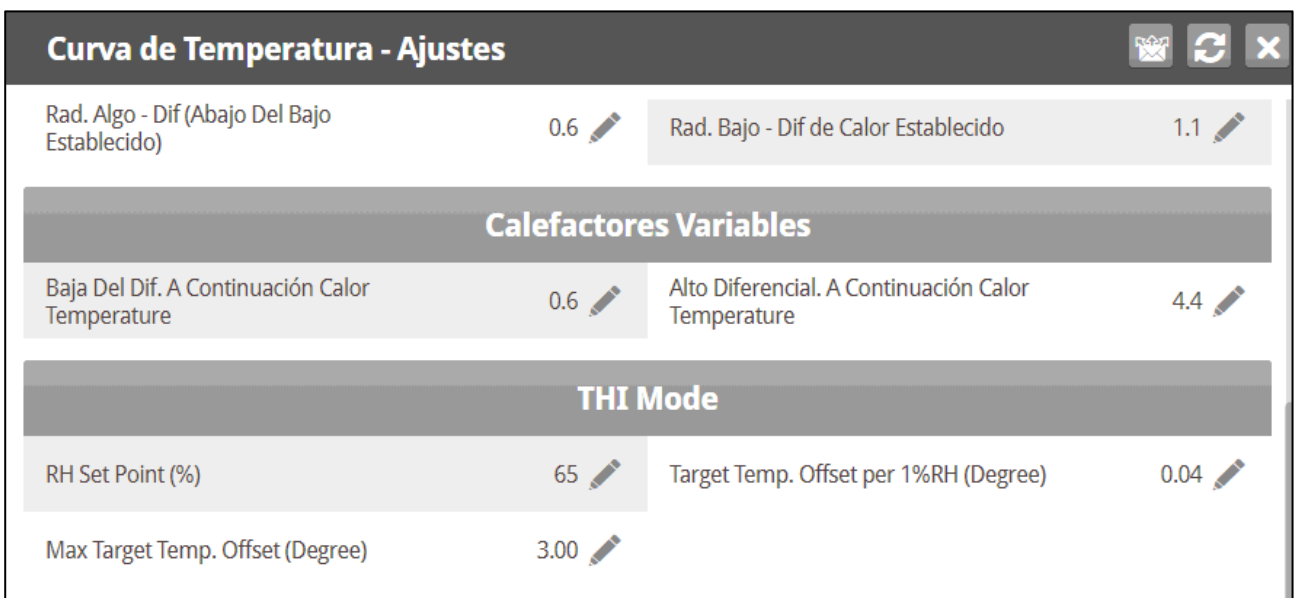 Curva de Temperatura - Ajustes
Rad. Algo - Dif (Abajo Del Bajo
Establecido)
0.6
Rad. Bajo - Dif de Calor Establecido
1.1
Calefactores Variables
Baja Del Dif. A Continuación Calor
Temperature
0.6
Alto Diferencial. A Continuación Calor
Temperature
4.4
THI Mode
RH Set Point (%)
65
Target Temp. Offset per 1%RH (Degree)
0.04
Max Target Temp. Offset (Degree)
3.00